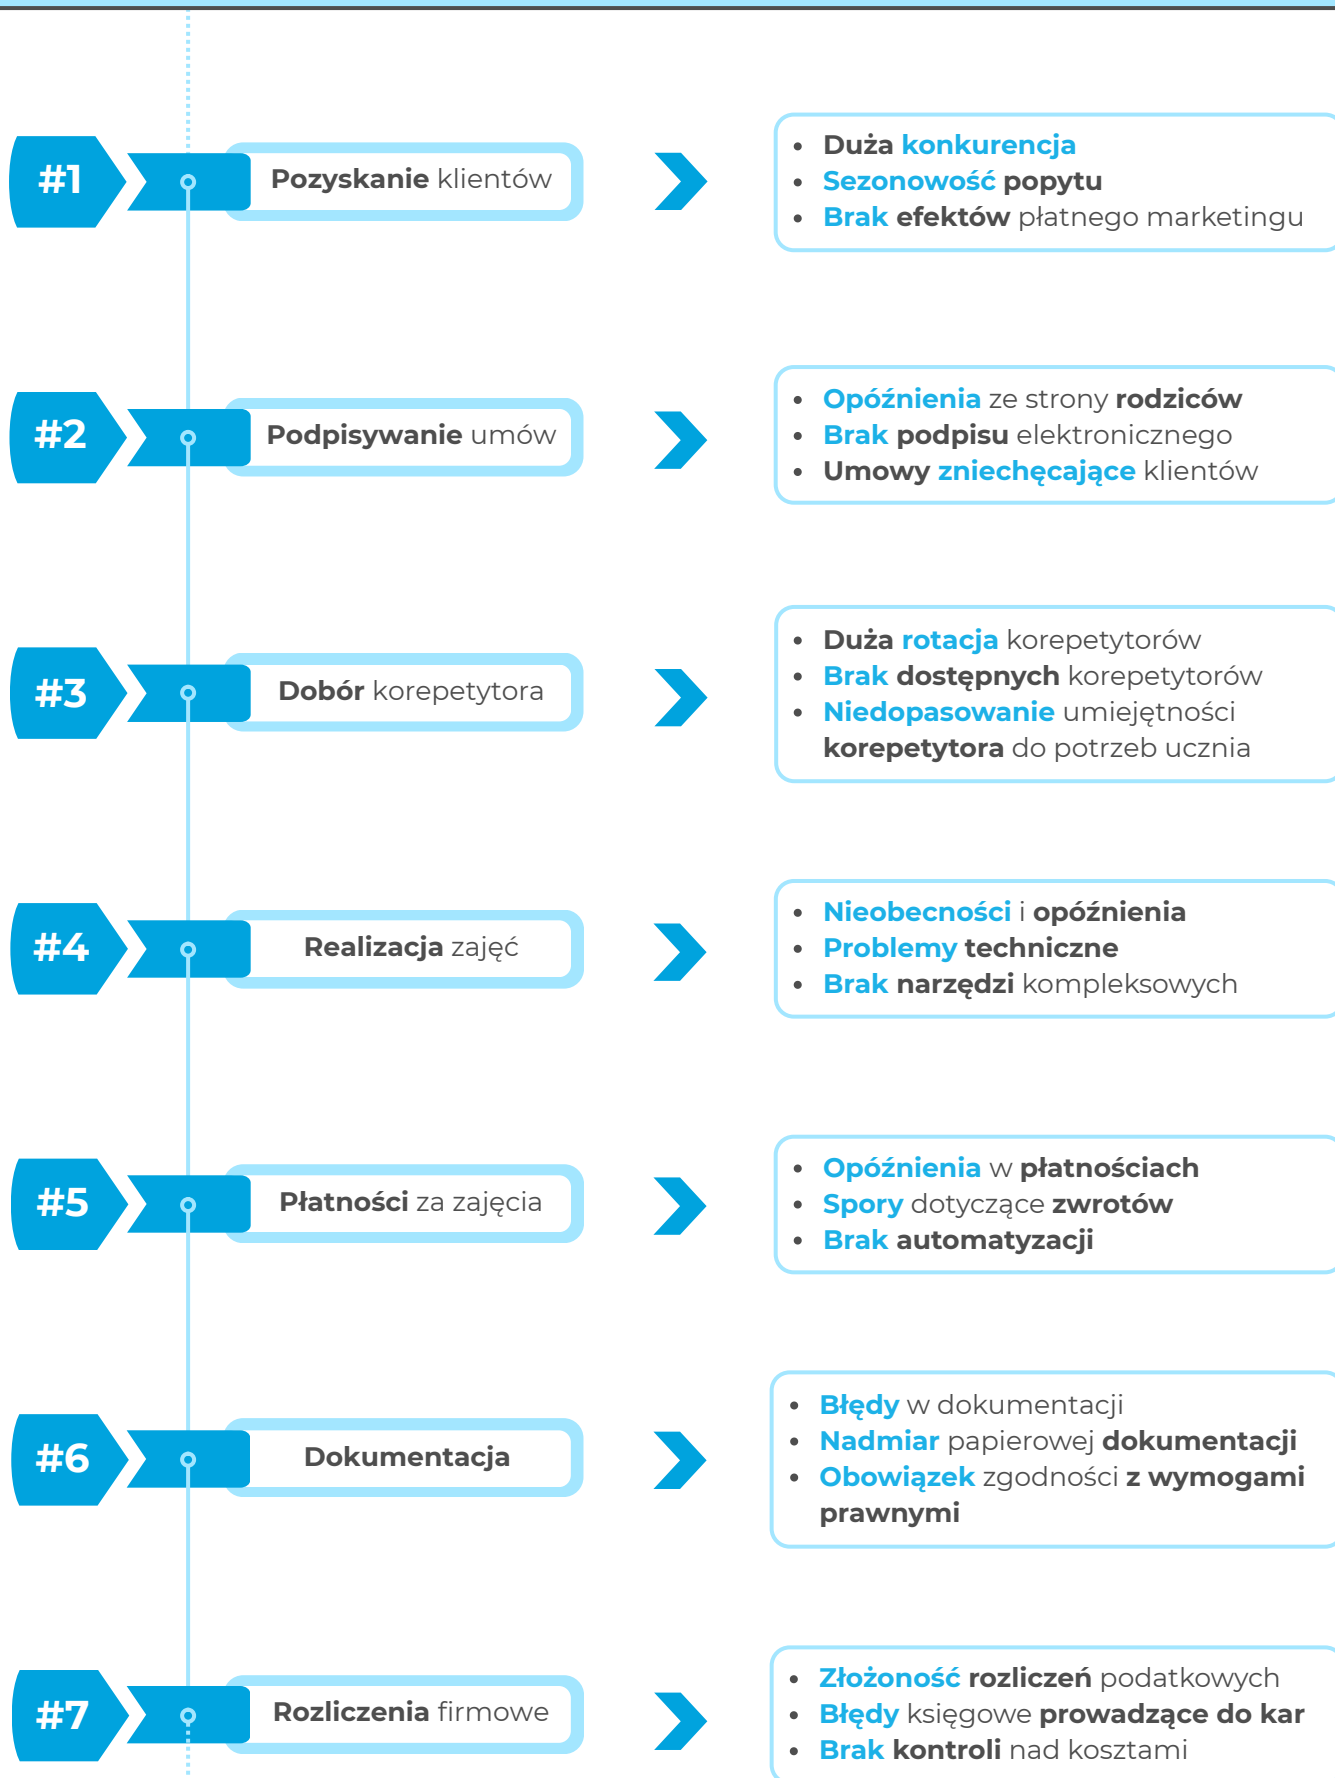 #1
Pozyskanie klientów
• Duża konkurencja
• Sezonowość popytu
• Brak efektów płatnego marketingu
#2
Podpisywanie umów
• Opóźnienia ze strony rodziców
• Brak podpisu elektronicznego
• Umowy zniechęcające klientów
#3
Dobór korepetytora
• Duża rotacja korepetytorów
• Brak dostępnych korepetytorów
• Niedopasowanie umiejętności
korepetytora do potrzeb ucznia
#4
Realizacja zajęć
• Nieobecności i opóźnienia
• Problemy techniczne
• Brak narzędzi kompleksowych
#5
Płatności za zajęcia
• Opóźnienia w płatnościach
• Spory dotyczące zwrotów
• Brak automatyzacji
#6
Dokumentacja
• Błędy w dokumentacji
• Nadmiar papierowej dokumentacji
• Obowiązek zgodności z wymogami
prawnymi
#7
Rozliczenia firmowe
• Złożoność rozliczeń podatkowych
• Błędy księgowe prowadzące do kar
• Brak kontroli nad kosztami